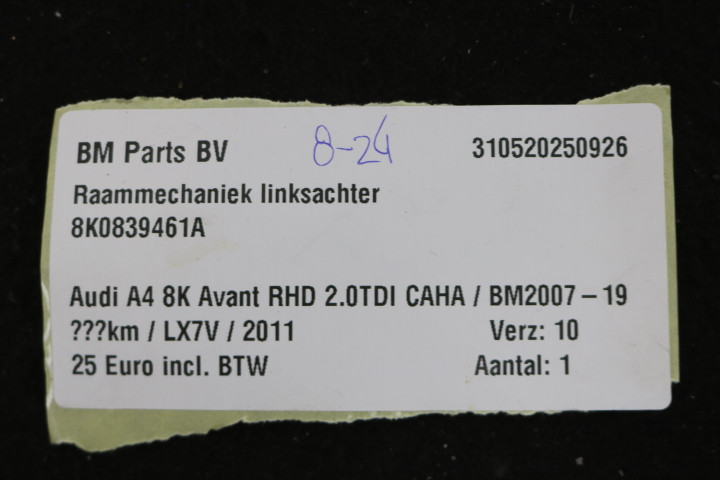 BM Parts BV 8-24 310520250926
Raammechaniek linksachter
8K0839461A
Audi A4 8K Avant RHD 2.0TDI CAHA / BM2007 – 19
???km / LX7V / 2011 Verz: 10
25 Euro incl. BTW Aantal: 1